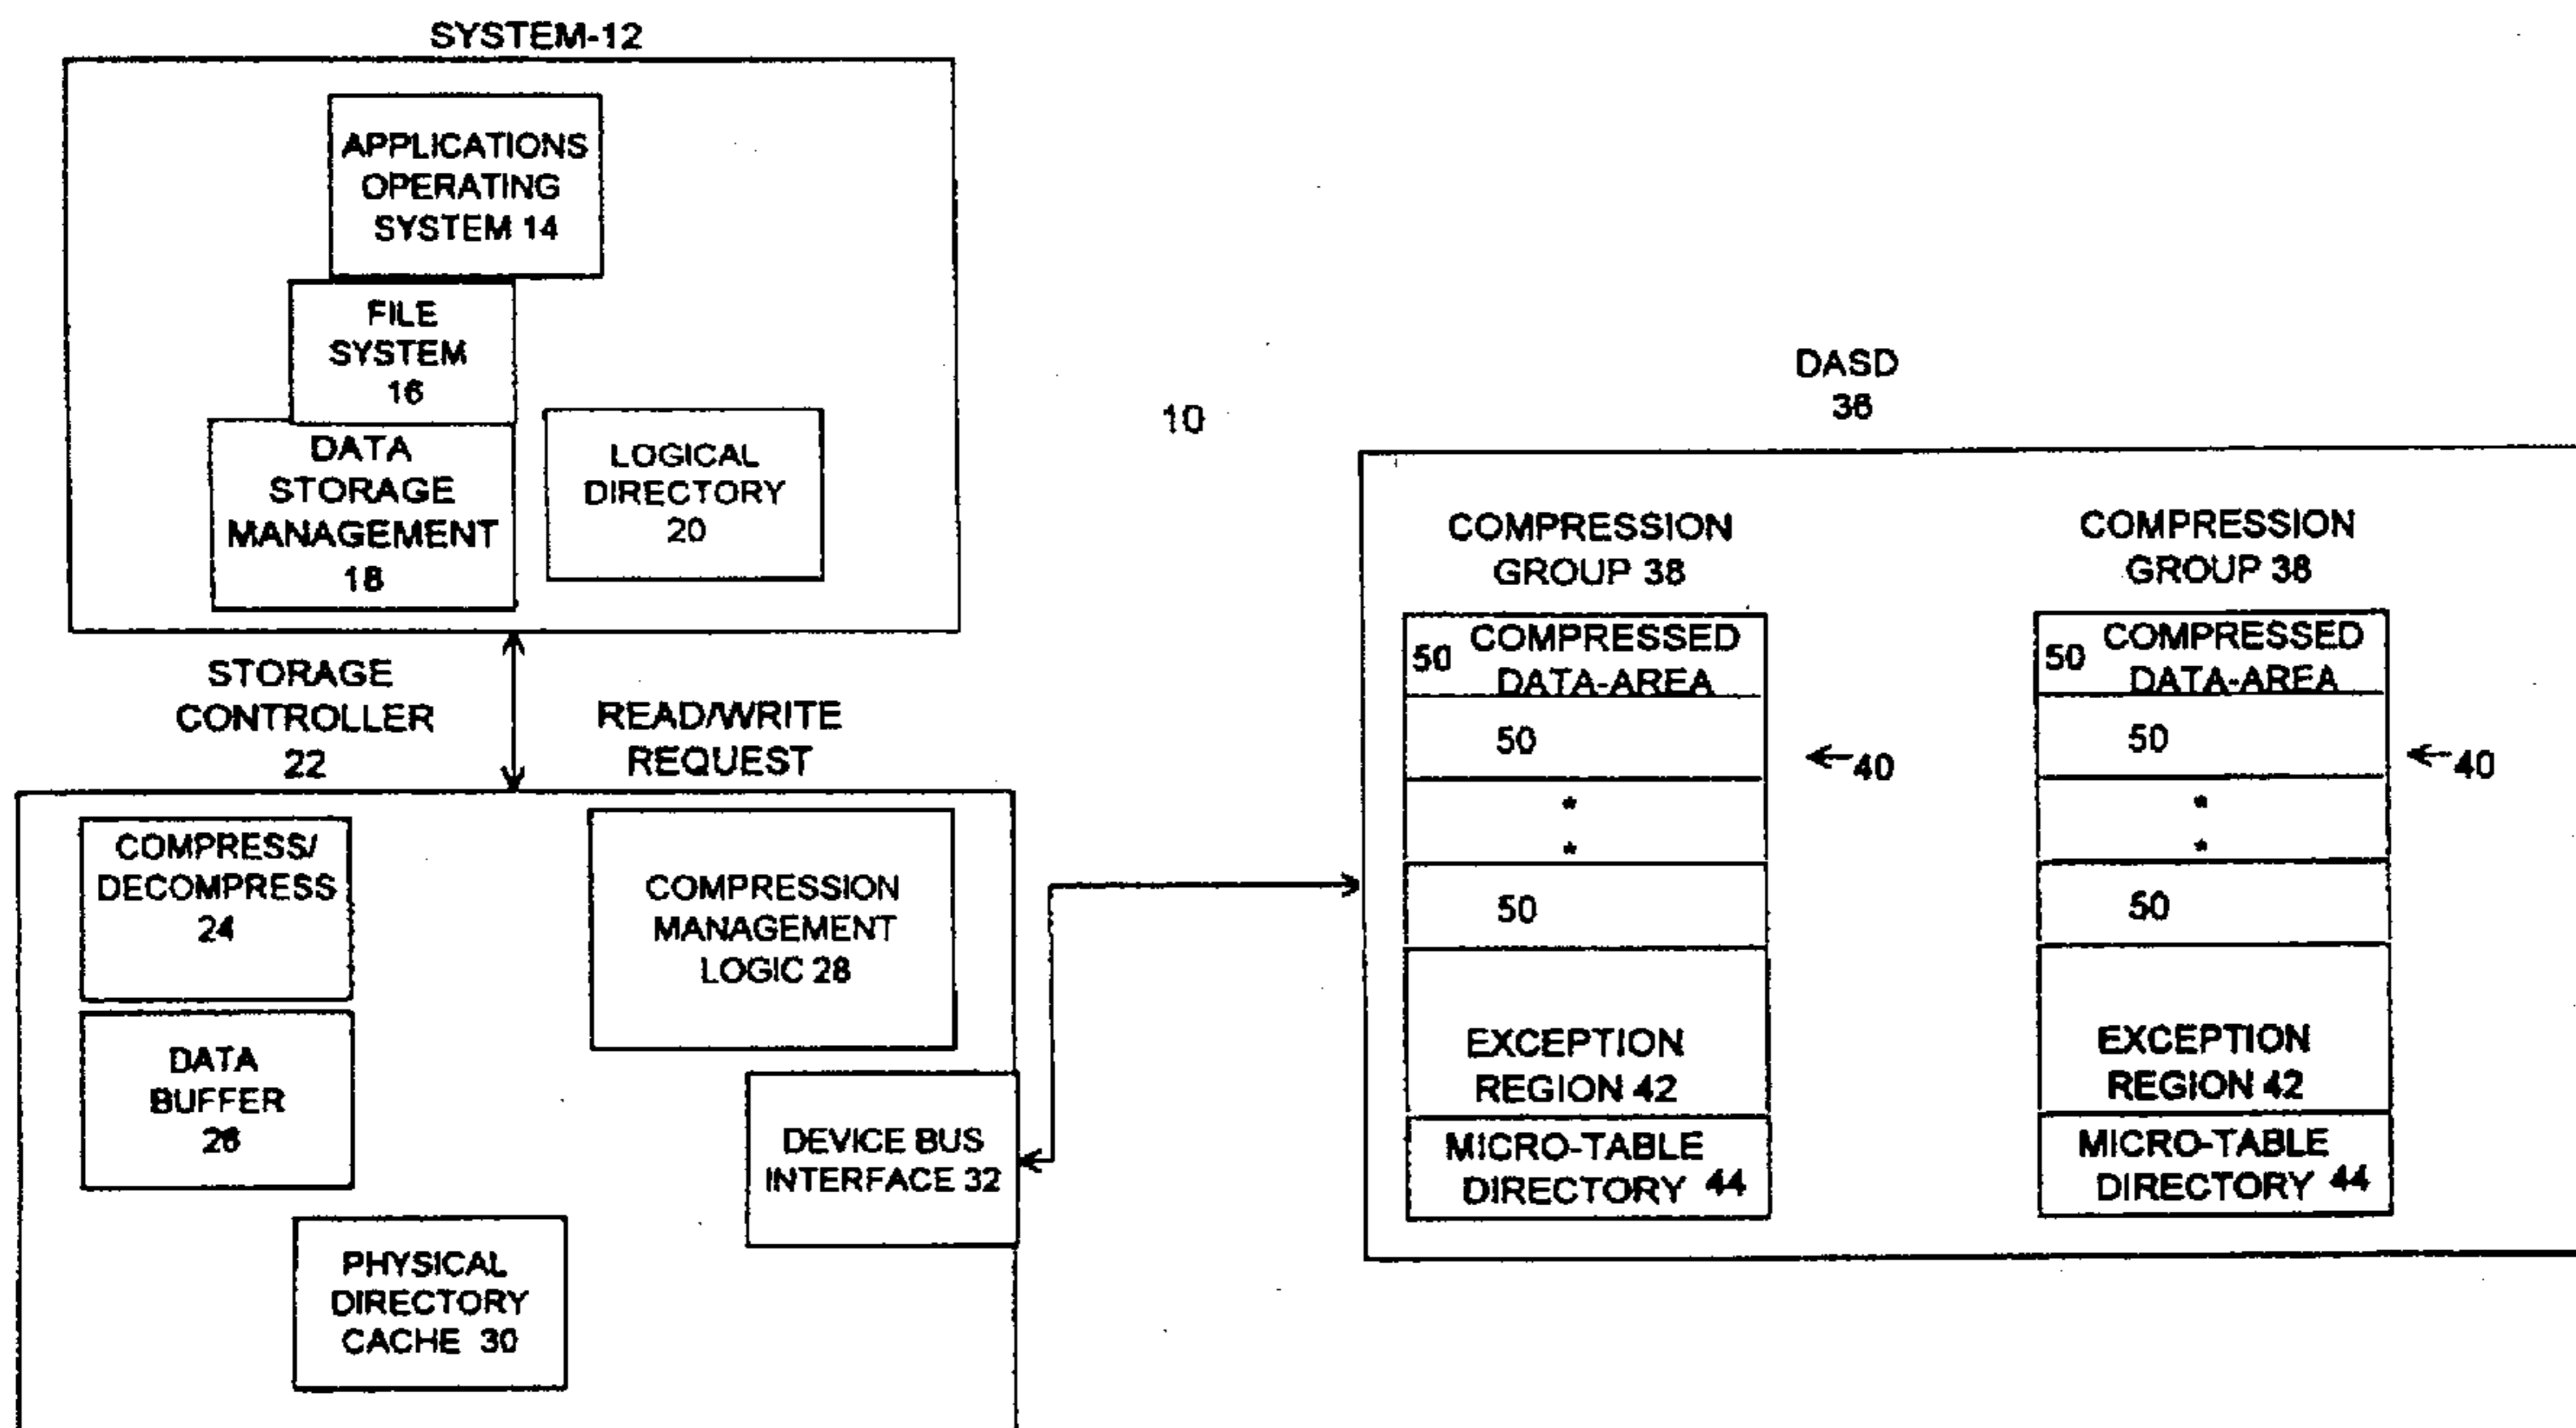 SYSTEM-12
APPLICATIONS
OPERATING
SYSTEM 14
FILE
SYSTEM
16
DATA
STORAGE
MANAGEMENT
18
LOGICAL
DIRECTORY
20
STORAGE
CONTROLLER
22
READ/WRITE
REQUEST
COMPRESS/
DECOMPRESS
24
DATA
BUFFER
26
COMPRESSION
MANAGEMENT
LOGIC 28
DEVICE BUS
INTERFACE 32
PHYSICAL
DIRECTORY
CACHE 30
10
DASD
36
COMPRESSION
GROUP 38
50 COMPRESSED
DATA-AREA
50
*
*
50
EXCEPTION
REGION 42
MICRO-TABLE
DIRECTORY 44
40
COMPRESSION
GROUP 38
50 COMPRESSED
DATA-AREA
50
*
*
50
EXCEPTION
REGION 42
MICRO-TABLE
DIRECTORY 44
40